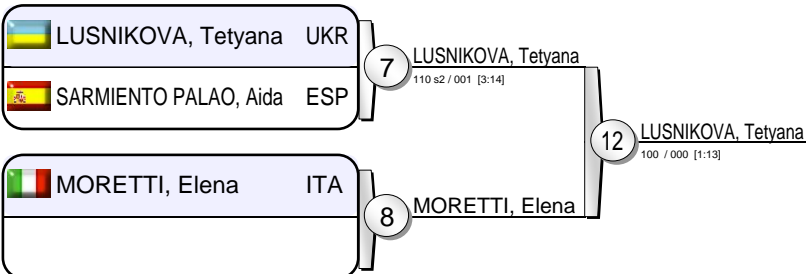 LUSNIKOVA, Tetyana UKR
SARMIENTO PALAO, Aida ESP
7
LUSNIKOVA, Tetyana
110 s2 / 001 [3:14]
12
LUSNIKOVA, Tetyana
100 / 000 [1:13]
MORETTI, Elena ITA
8
MORETTI, Elena